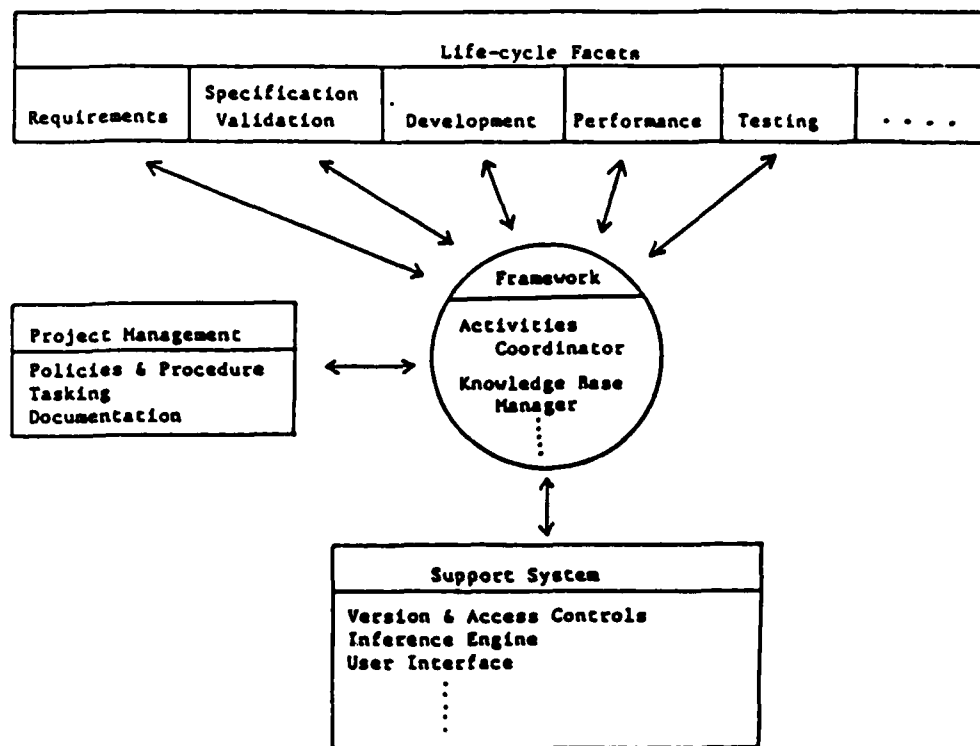 Life-cycle Facets
Requirements
Specification
Validation
Development
Performance
Testing
. . . .
Framework
Activities
Coordinator
Knowledge Base
Manager
Project Management
Policies & Procedure
Tasking
Documentation
Support System
Version & Access Controls
Inference Engine
User Interface